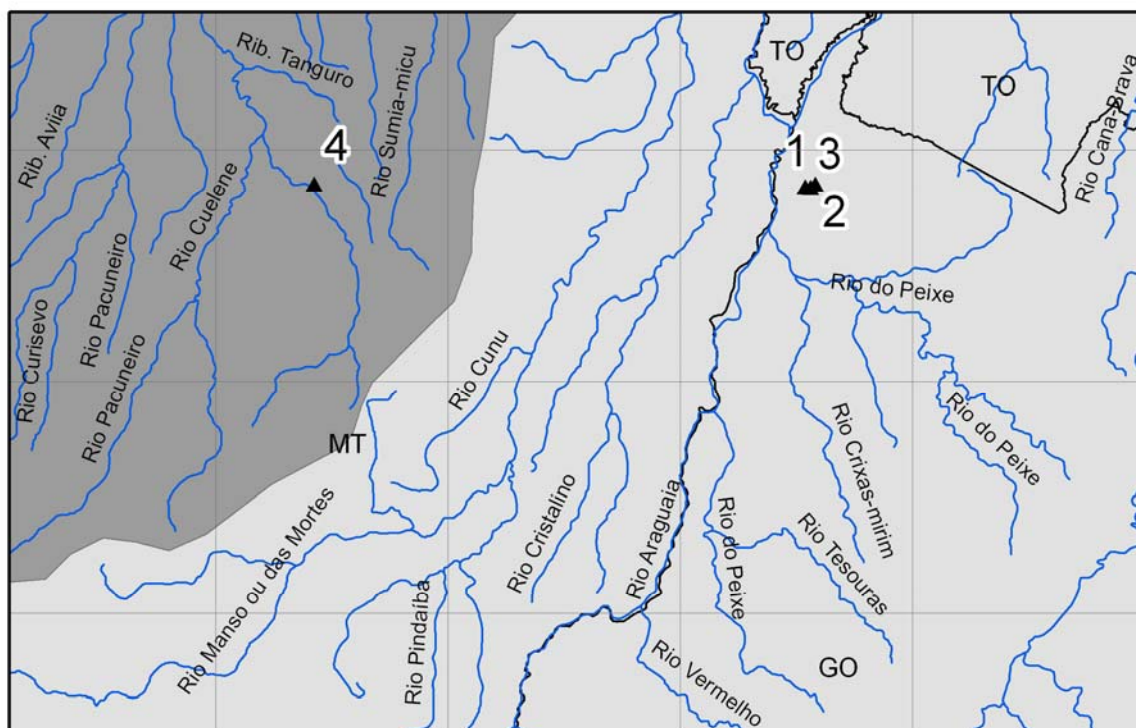 Rib. Tanguro
TO
TO
Rio Sumia-micu
Rio Cana-Brava
4
1
3
2
Rib. Aviia
Rio Cuelene
Rio do Peixe
Rio Curisevo
Rio Pacuneiro
Rio Pacuneiro
Rio Cunu
Rio do Peixe
MT
Rio Crixas-mirim
Rio Manso ou das Mortes
Rio Cristalino
Rio Araguaia
Rio do Peixe
Rio Tesouras
Rio Pindaiba
GO
Rio Vermelho